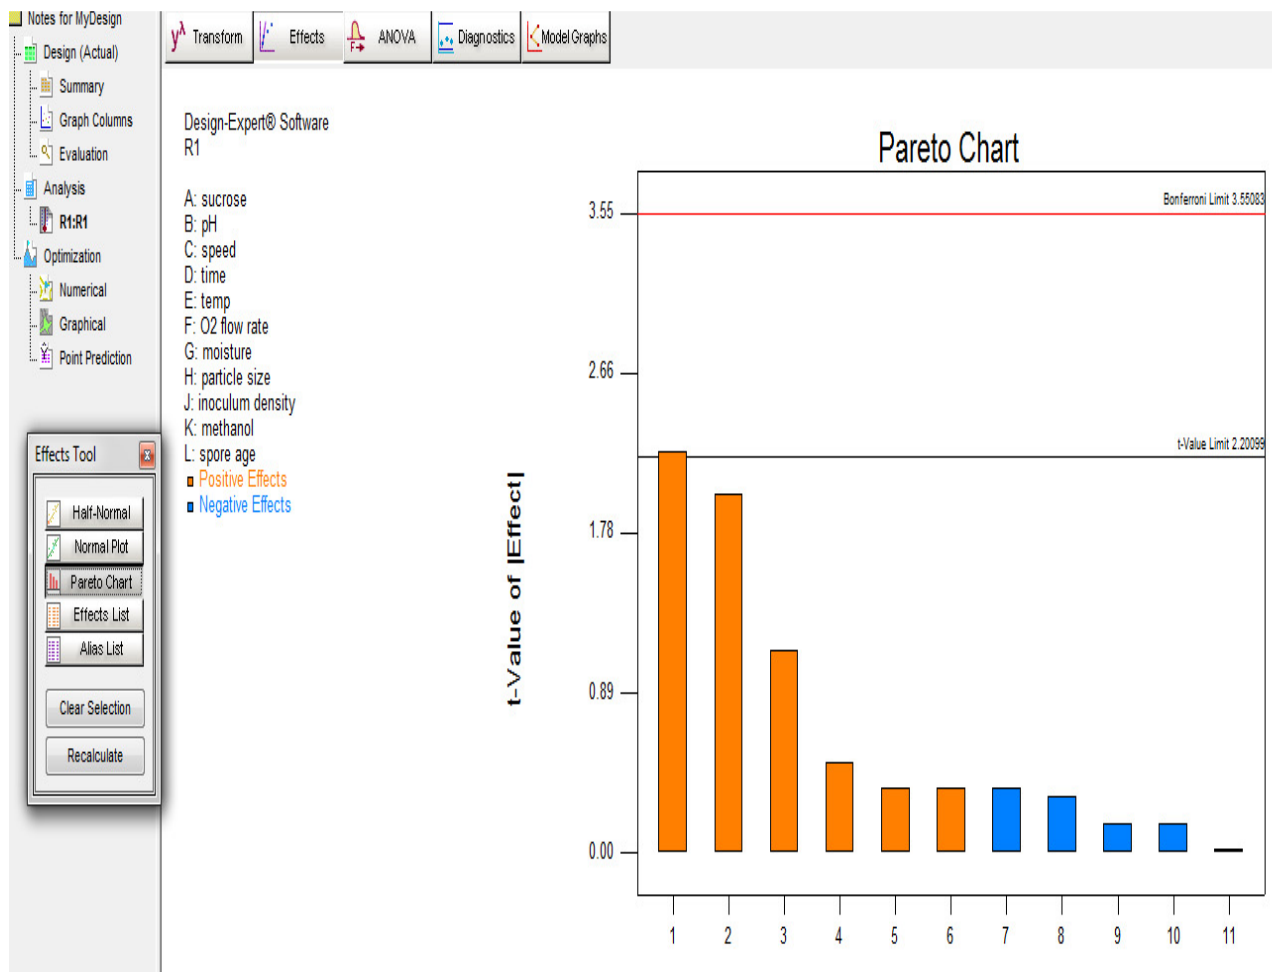 Notes for MyDesign
Design (Actual)
Summary
Graph Columns
Evaluation
Analysis
R1:R1
Optimization
Numerical
Graphical
Point Prediction
Effects Tool
x
Half-Normal
Normal Plot
Pareto Chart
Effects List
Alias List
Clear Selection
Recalculate
yλ Transform
Effects
F ANOVA
Diagnostics
Model Graphs
Design-Expert® Software
R1
A: sucrose
B: pH
C: speed
D: time
E: temp
F: O2 flow rate
G: moisture
H: particle size
J: inoculum density
K: methanol
L: spore age
Positive Effects
Negative Effects
Pareto Chart
t-Value of |Effect|
3.55
2.66
1.78
0.89
0.00
Bonferroni Limit 3.55083
t-Value Limit 2.20099
1 2 3 4 5 6 7 8 9 10 11